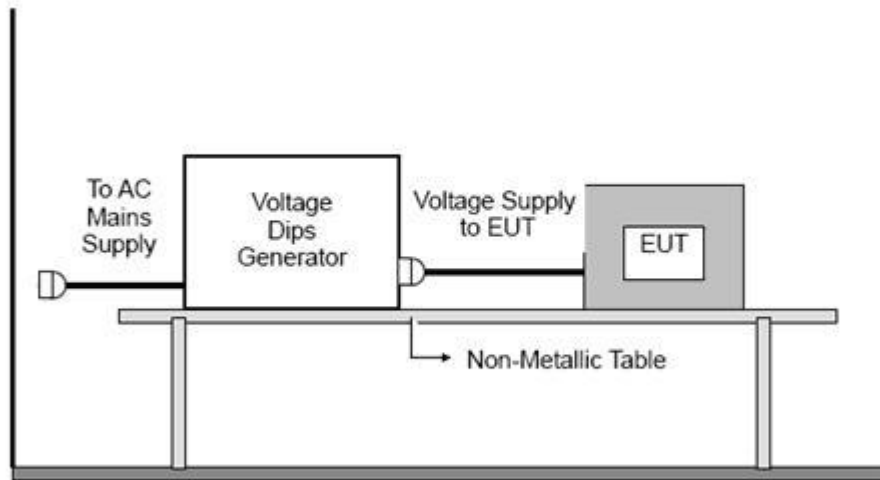 To AC
Mains
Supply
Voltage
Dips
Generator
Voltage Supply
to EUT
EUT
Non-Metallic Table